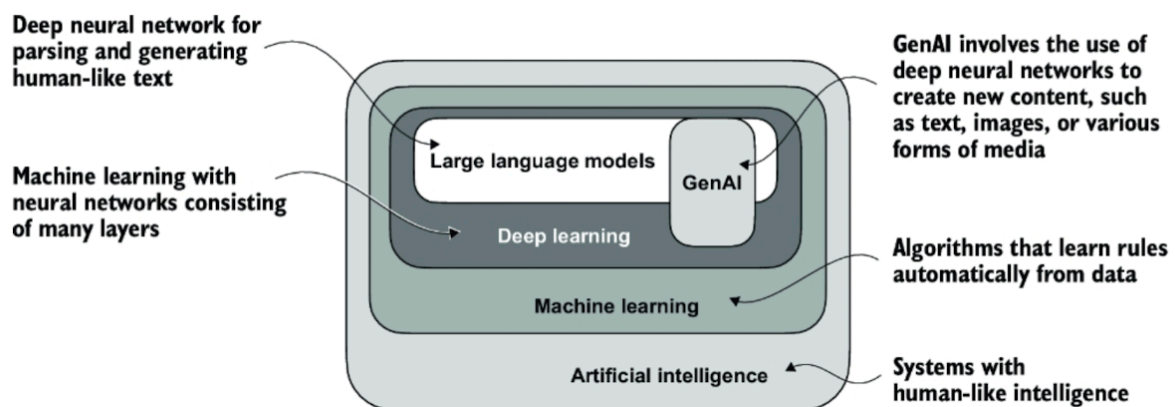 Deep neural network for
parsing and generating
human-like text
GenAI involves the use of
deep neural networks to
create new content, such
as text, images, or various
forms of media
Large language models
GenAI
Machine learning with
neural networks consisting
of many layers
Deep learning
Algorithms that learn rules
automatically from data
Machine learning
Artificial intelligence
Systems with
human-like intelligence